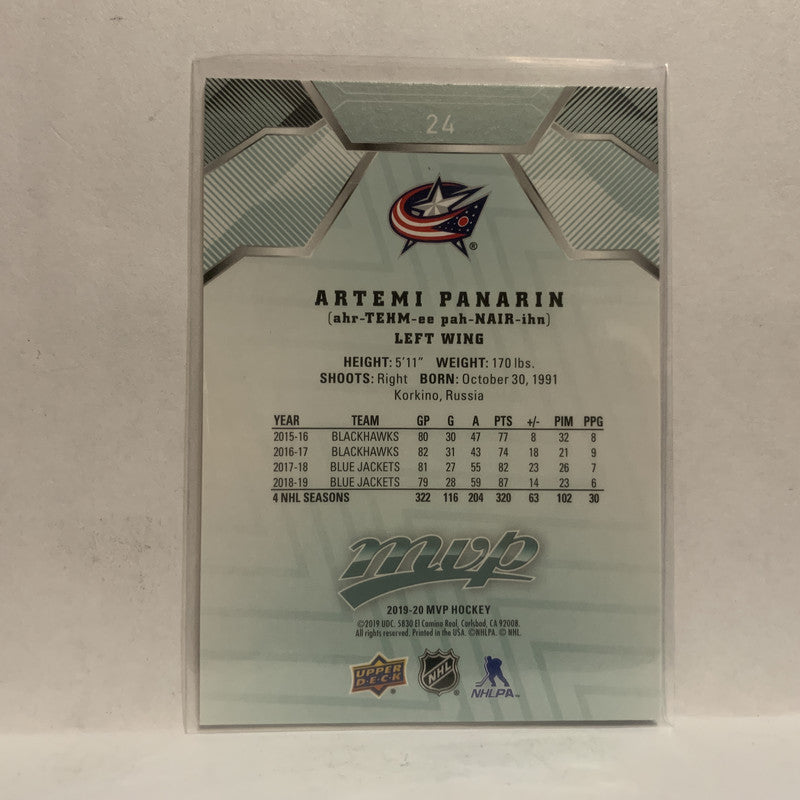 24
®
ARTEMI PANARIN
(ahr-TEHM-ee pah-NAIR-ihn)
LEFT WING
HEIGHT: 5'11" WEIGHT: 170 lbs.
SHOOTS: Right BORN: October 30, 1991
Korkino, Russia
YEAR TEAM GP G A PTS +/- PIM PPG
2015-16 BLACKHAWKS 80 30 47 77 8 32 8
2016-17 BLACKHAWKS 82 31 43 74 18 21 9
2017-18 BLUE JACKETS 81 27 55 82 23 26 7
2018-19 BLUE JACKETS 79 28 59 87 14 23 6
4 NHL SEASONS 322 116 204 320 63 102 30
mvp
2019-20 MVP HOCKEY
©2019 UDC. 5830 El Camino Real, Carlsbad, CA 92008.
All rights reserved. Printed in the USA. ©NHLPA. © NHL.
UPPER DECK® NHL® NHLPA™